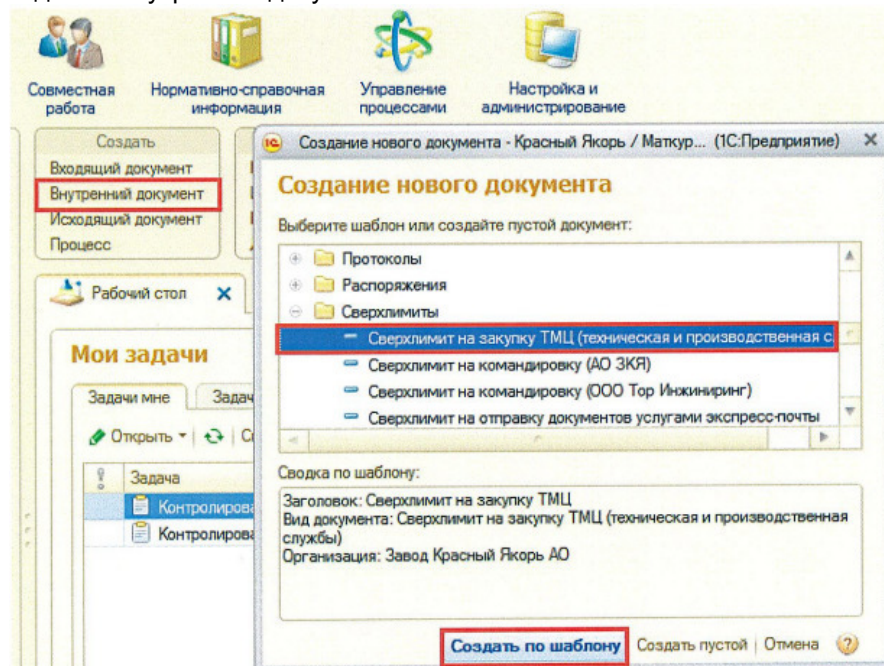 Совместная работа
Нормативно-справочная информация
Управление процессами
Настройка и администрирование
Создать
Входящий документ
Внутренний документ
Исходящий документ
Процесс
Рабочий стол
Мои задачи
Задачи мне
Открыть
Задача
Создание нового документа - Красный Якорь / Маткур... (1С:Предприятие)
Создание нового документа
Выберите шаблон или создайте пустой документ:
Протоколы
Распоряжения
Сверхлимиты
Сверхлимит на закупку ТМЦ (техническая и производственная с
Сверхлимит на командировку (АО ЗКЯ)
Сверхлимит на командировку (ООО Тор Инжиниринг)
Сверхлимит на отправку документов услугами экспресс-почты
Сводка по шаблону:
Заголовок: Сверхлимит на закупку ТМЦ
Вид документа: Сверхлимит на закупку ТМЦ (техническая и производственная
службы)
Организация: Завод Красный Якорь АО
Создать по шаблону Создать пустой Отмена